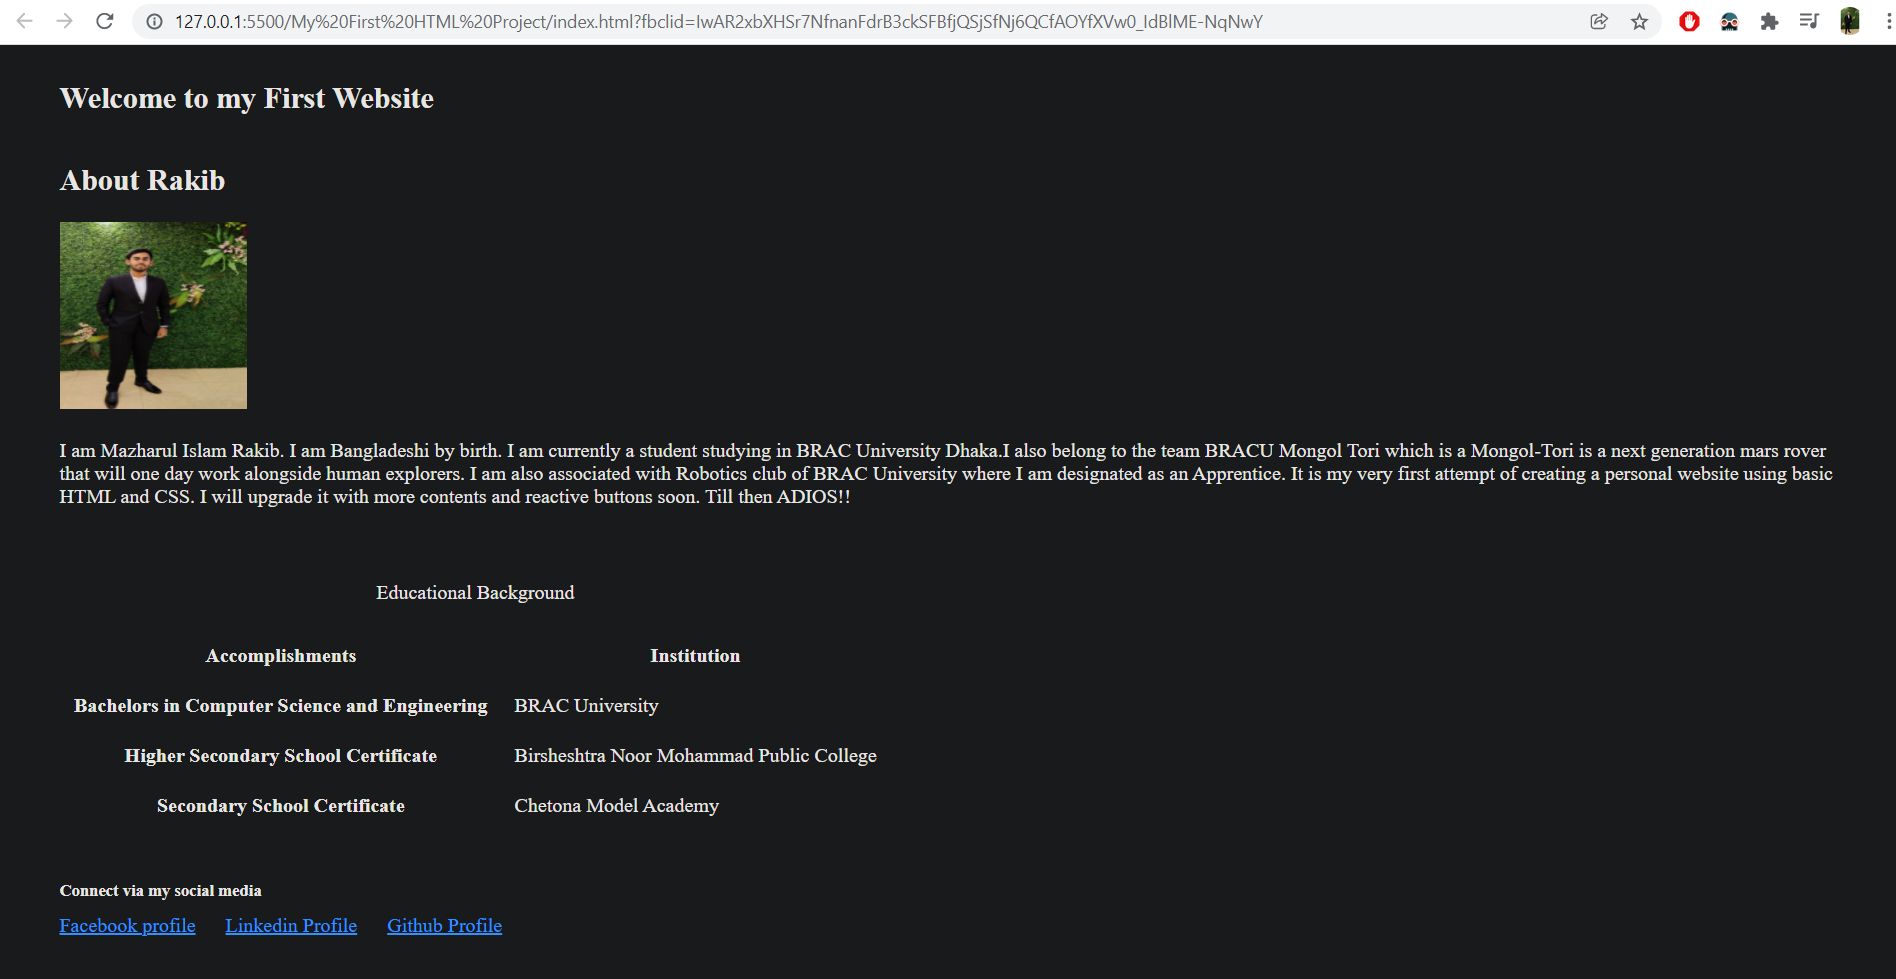 127.0.0.1:5500/My%20First%20HTML%20Project/index.html?fbclid=IwAR2xbXHSr7NfnanFdrB3ckSFBfjQSjSfNj6QCfAOYfXVw0_IdBlME-NqNwY
Welcome to my First Website
About Rakib
I am Mazharul Islam Rakib. I am Bangladeshi by birth. I am currently a student studying in BRAC University Dhaka.I also belong to the team BRACU Mongol Tori which is a Mongol-Tori is a next generation mars rover
that will one day work alongside human explorers. I am also associated with Robotics club of BRAC University where I am designated as an Apprentice. It is my very first attempt of creating a personal website using basic
HTML and CSS. I will upgrade it with more contents and reactive buttons soon. Till then ADIOS!!
Educational Background
Accomplishments Institution
Bachelors in Computer Science and Engineering BRAC University
Higher Secondary School Certificate Birsheshtra Noor Mohammad Public College
Secondary School Certificate Chetona Model Academy
Connect via my social media
Facebook profile Linkedin Profile Github Profile